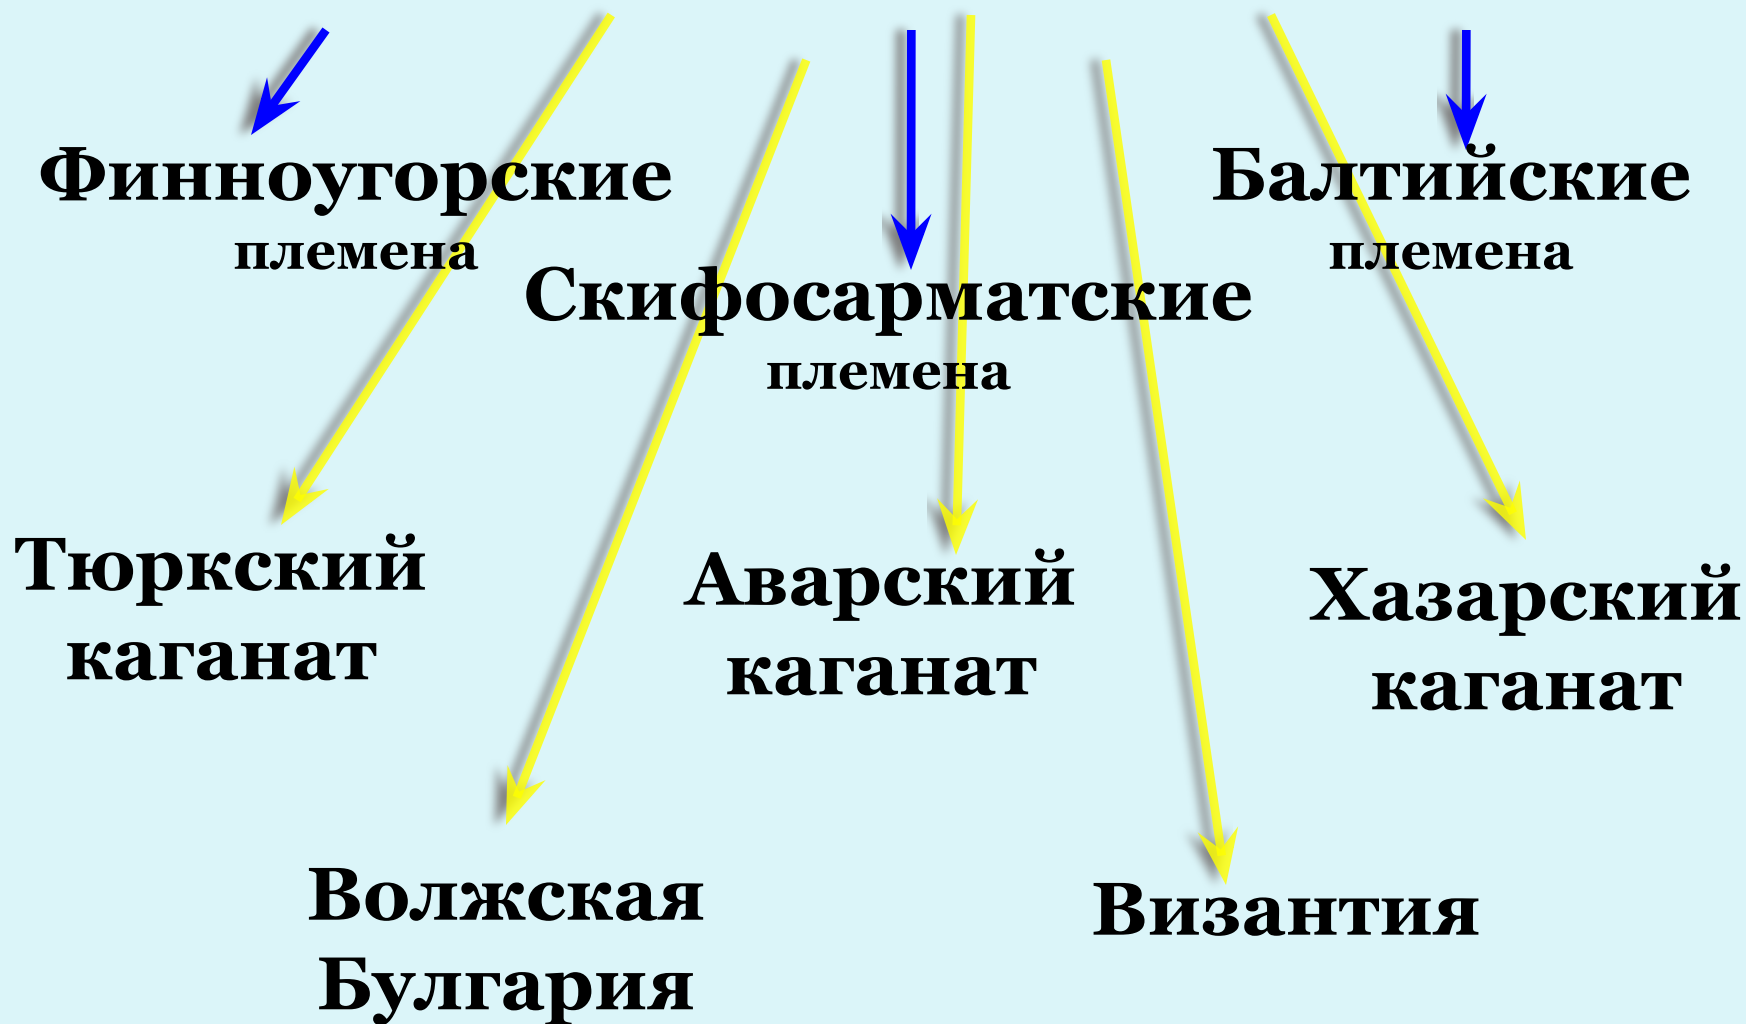 Финноугорские
племена
Балтийские
племена
Скифосарматские
племена
Тюркский
каганат
Аварский
каганат
Хазарский
каганат
Волжская
Булгария
Византия